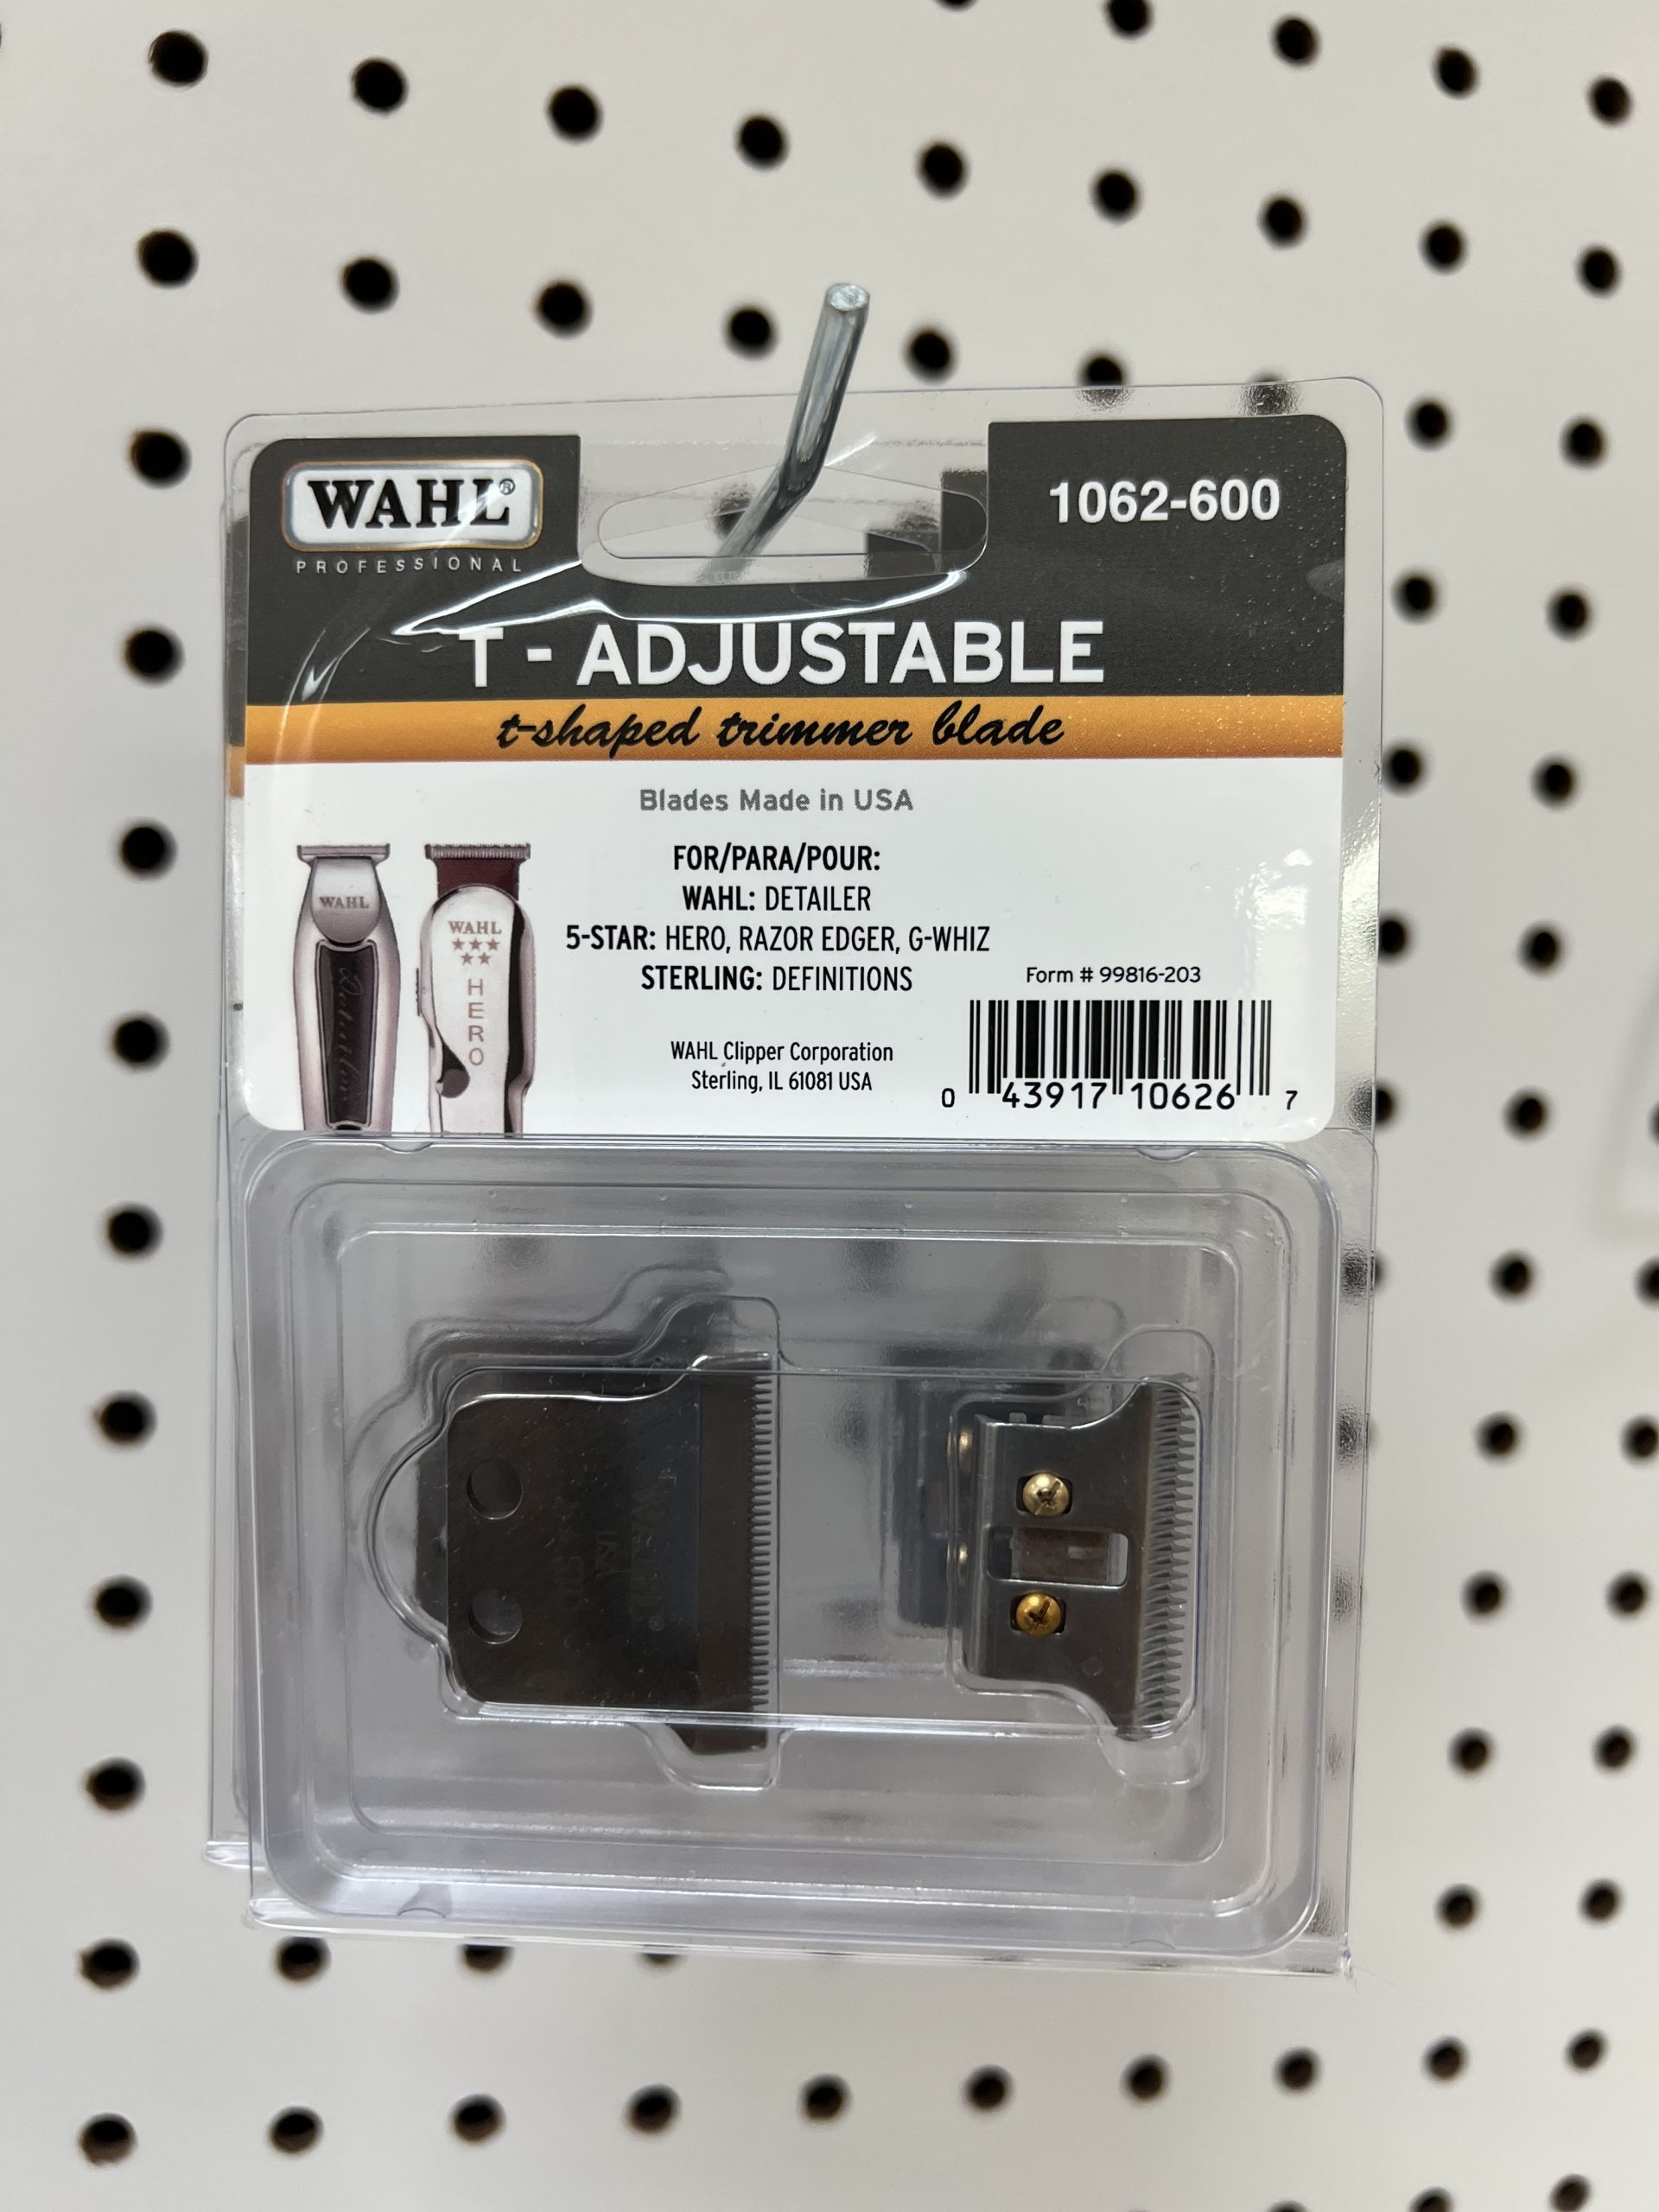 WAHL®
PROFESSIONAL
1062-600
T - ADJUSTABLE
t-shaped trimmer blade
Blades Made in USA
FOR/PARA/POUR:
WAHL: DETAILER
5-STAR: HERO, RAZOR EDGER, G-WHIZ
STERLING: DEFINITIONS
WAHL
Detailer
WAHL
HERO
Form # 99816-203
WAHL Clipper Corporation
Sterling, IL 61081 USA
0 43917 10626 7